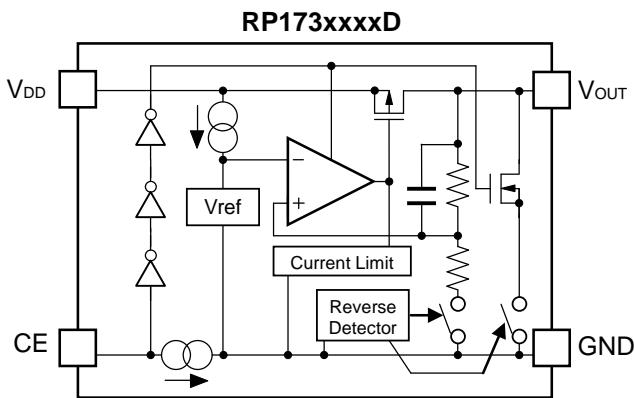 RP173xxxxD
VDD
VOUT
−
+
Vref
Current Limit
Reverse
Detector
CE
GND